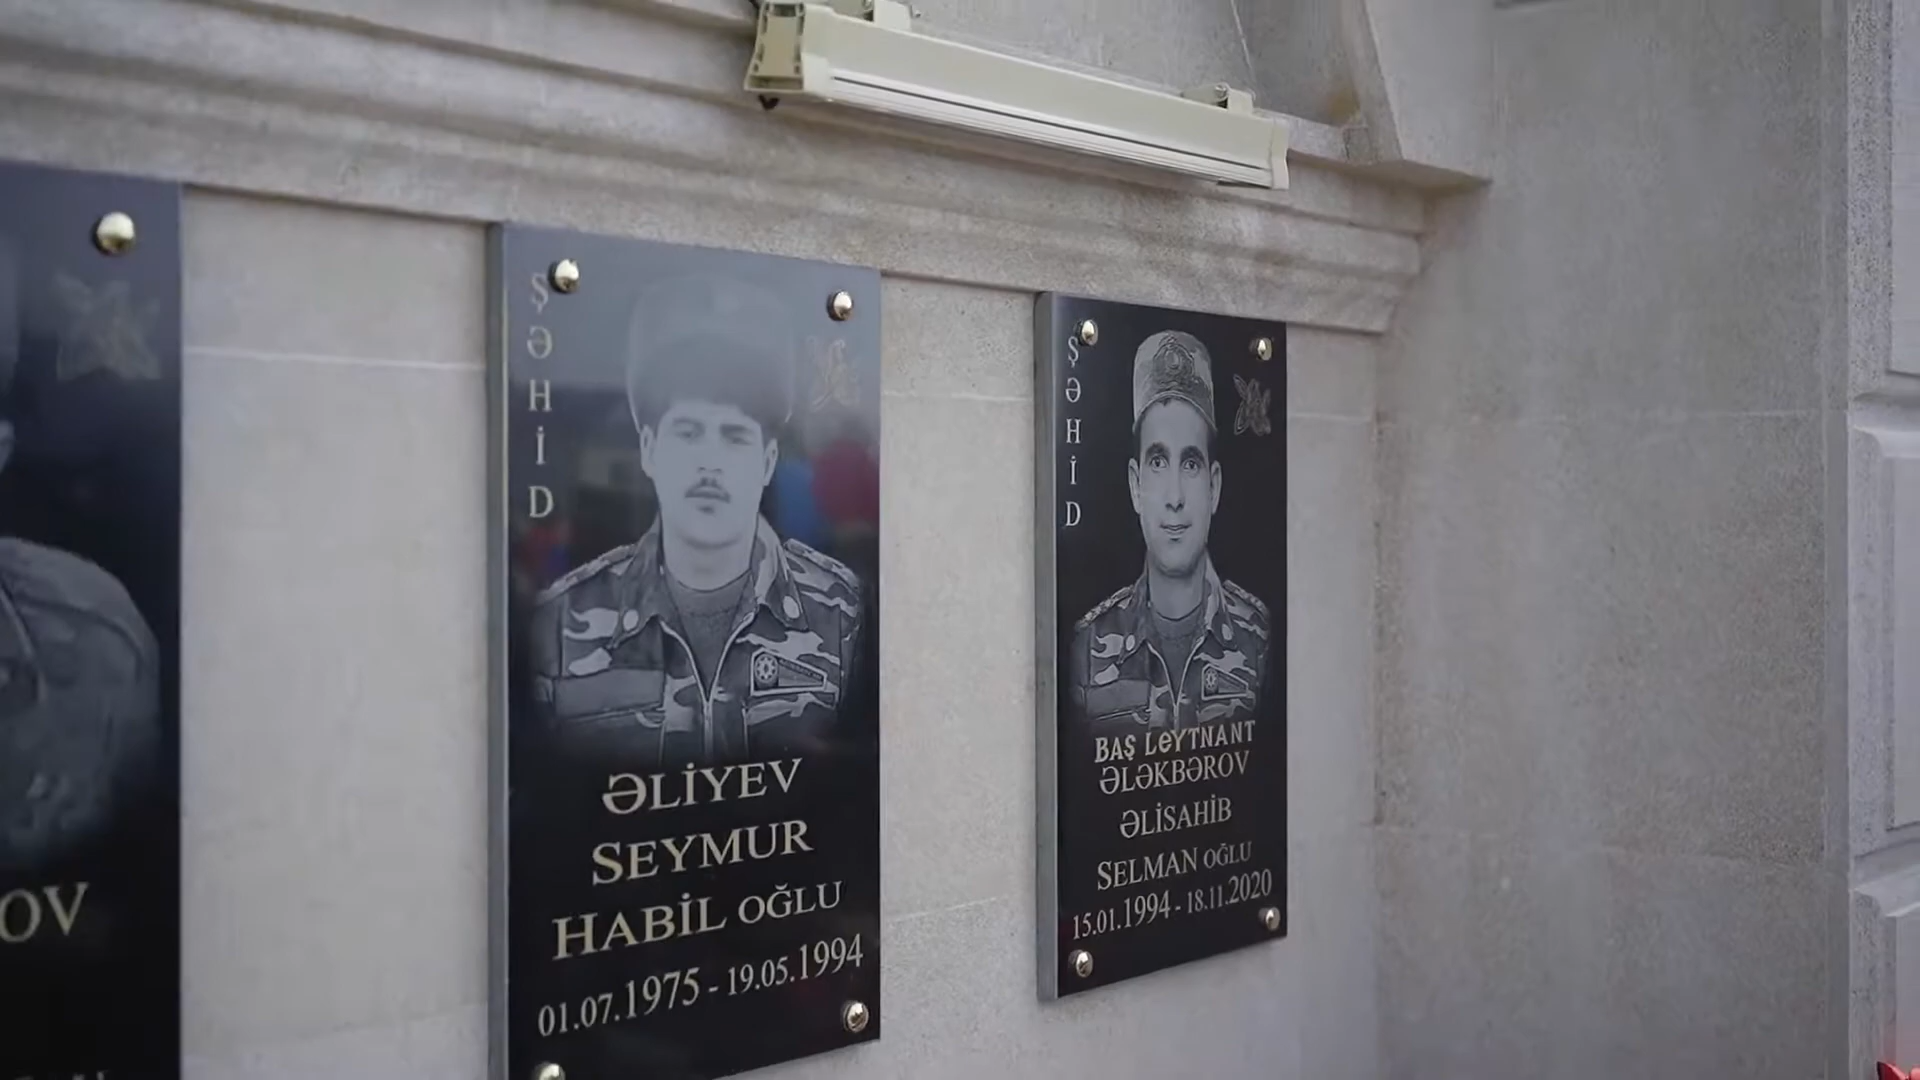 OV
ŞƏHİD
ƏLİYEV
SEYMUR
HABİL OĞLU
01.07.1975 - 19.05.1994
ŞƏHİD
BAŞ LeYTNANT
ƏLƏKBƏROV
ƏLİSAHİB
SELMAN OĞLU
15.01.1994 - 18.11.2020